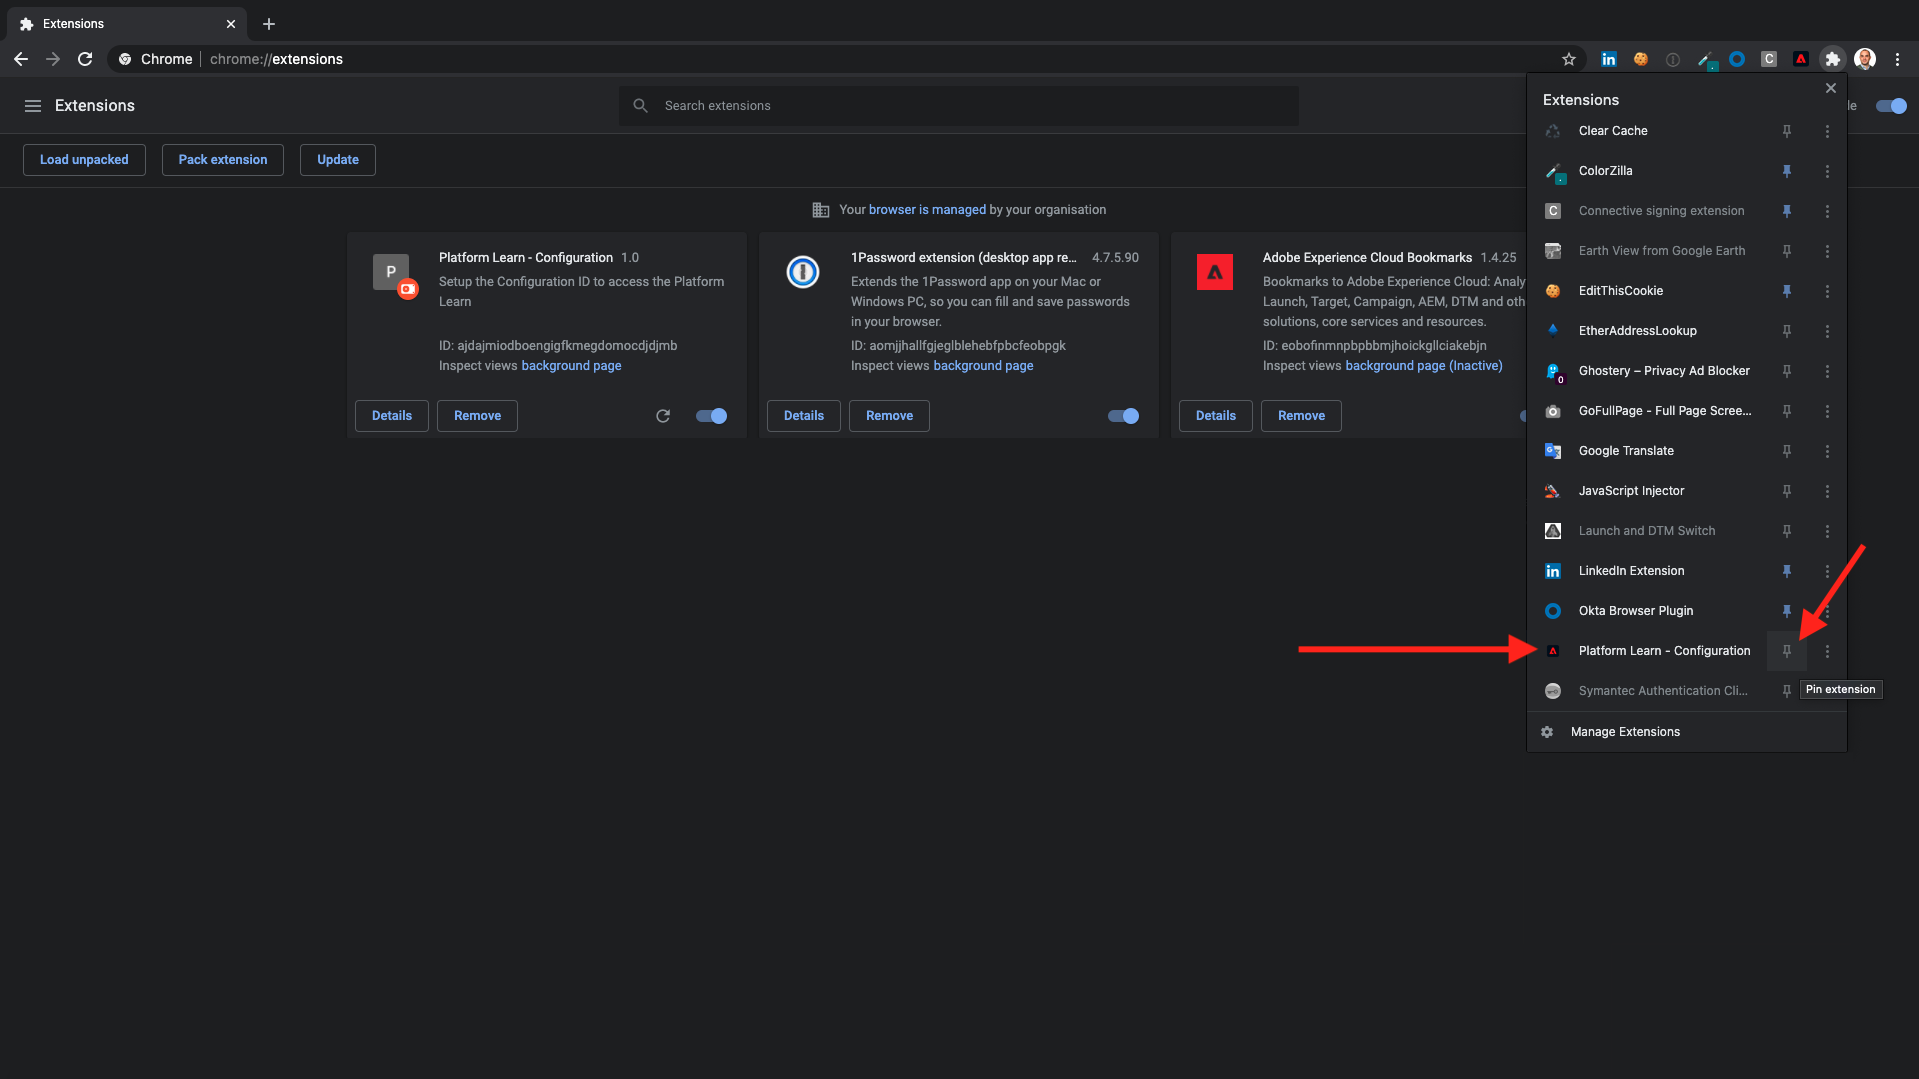 Extensions
Chrome
chrome://extensions
Extensions
Search extensions
le
Load unpacked
Pack extension
Update
Your browser is managed by your organisation
P
Platform Learn - Configuration 1.0
Setup the Configuration ID to access the Platform
Learn
ID: ajdajmiodboengigfkmegdomocdjdjmb
Inspect views background page
Details
Remove
1Password extension (desktop app re... 4.7.5.90
Extends the 1Password app on your Mac or
Windows PC, so you can fill and save passwords
in your browser.
ID: aomjjhallfgjeglblehebfpbcfeobpgk
Inspect views background page
Details
Remove
Adobe Experience Cloud Bookmarks 1.4.25
Bookmarks to Adobe Experience Cloud: Analy
Launch, Target, Campaign, AEM, DTM and oth
solutions, core services and resources.
ID: eobofinmnpbpbbmjhoickgllciakebjn
Inspect views background page (Inactive)
Details
Remove
in
C
Extensions
Clear Cache
ColorZilla
C
Connective signing extension
Earth View from Google Earth
EditThisCookie
EtherAddressLookup
0
Ghostery – Privacy Ad Blocker
GoFullPage - Full Page Scree...
Google Translate
JavaScript Injector
Launch and DTM Switch
in
LinkedIn Extension
Okta Browser Plugin
Platform Learn - Configuration
Symantec Authentication Cli...
Pin extension
Manage Extensions